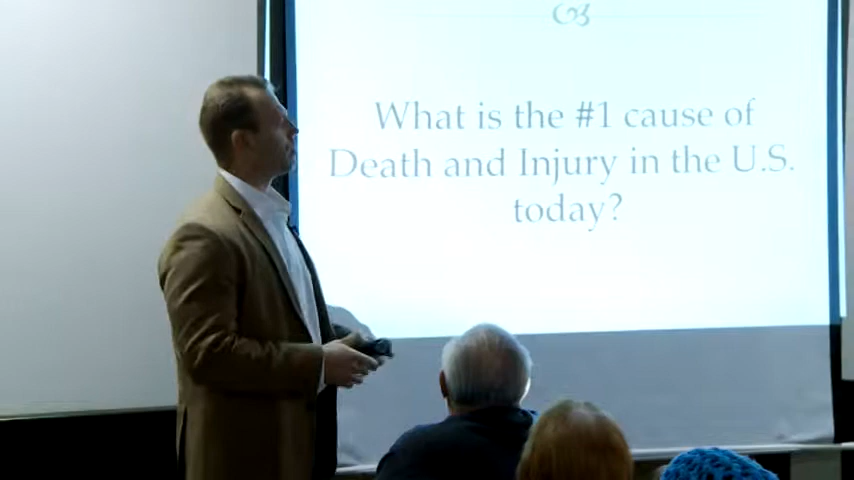 What is the #1 cause of
Death and Injury in the U.S.
today?